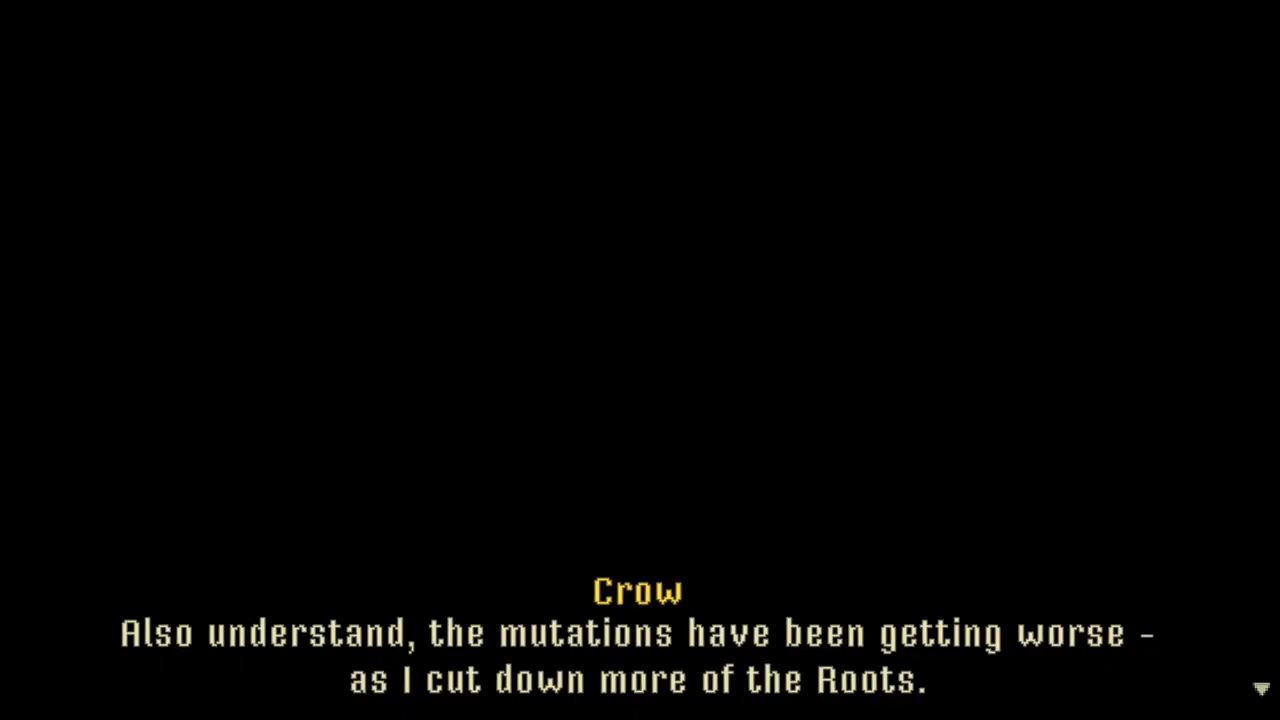 Crow
Also understand, the mutations have been getting worse -
as I cut down more of the Roots.